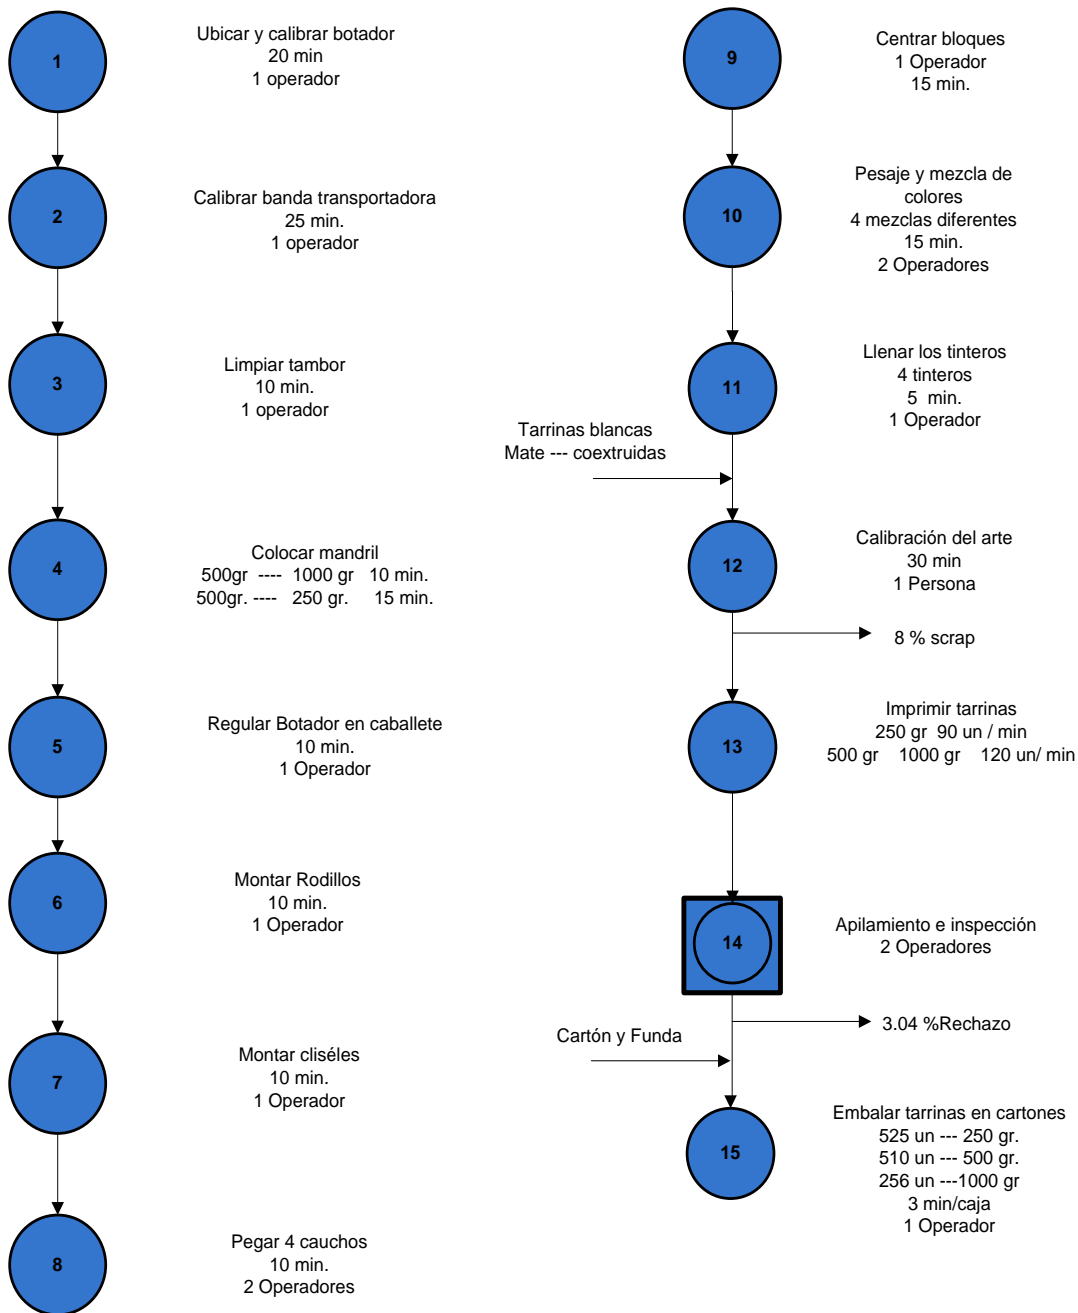 1
Ubicar y calibrar botador
20 min
1 operador
2
Calibrar banda transportadora
25 min.
1 operador
3
Limpiar tambor
10 min.
1 operador
4
Colocar mandril
500gr ---- 1000 gr 10 min.
500gr. ---- 250 gr. 15 min.
5
Regular Botador en caballete
10 min.
1 Operador
6
Montar Rodillos
10 min.
1 Operador
7
Montar cliséles
10 min.
1 Operador
8
Pegar 4 cauchos
10 min.
2 Operadores
9
Centrar bloques
1 Operador
15 min.
10
Pesaje y mezcla de
colores
4 mezclas diferentes
15 min.
2 Operadores
11
Llenar los tinteros
4 tinteros
5 min.
1 Operador
Tarrinas blancas
Mate --- coextruidas
12
Calibración del arte
30 min
1 Persona
8 % scrap
13
Imprimir tarrinas
250 gr 90 un / min
500 gr 1000 gr 120 un/ min
14
Apilamiento e inspección
2 Operadores
3.04 %Rechazo
Cartón y Funda
15
Embalar tarrinas en cartones
525 un --- 250 gr.
510 un --- 500 gr.
256 un ---1000 gr
3 min/caja
1 Operador